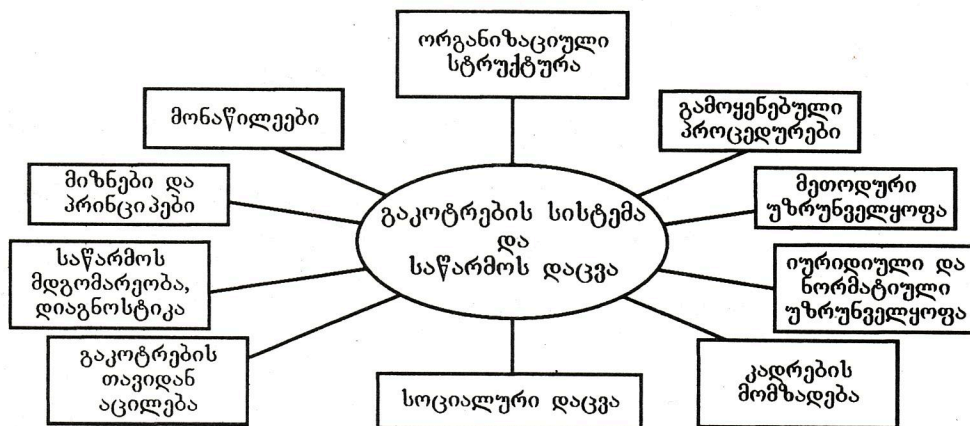 ორგანიზაციული
სტრუქტურა
მონაწილეები
გამოყენებული
პროცედურები
მიზნები და
პრინციპები
მეთოდური
უზრუნველყოფა
გაკოტრების სისტემა
და
საწარმოს დაცვა
საწარმოს
მდგომარეობა,
დიაგნოსტიკა
იურიდიული და
ნორმატიული
უზრუნველყოფა
გაკოტრების
თავიდან
აცილება
სოციალური დაცვა
კადრების
მომზადება